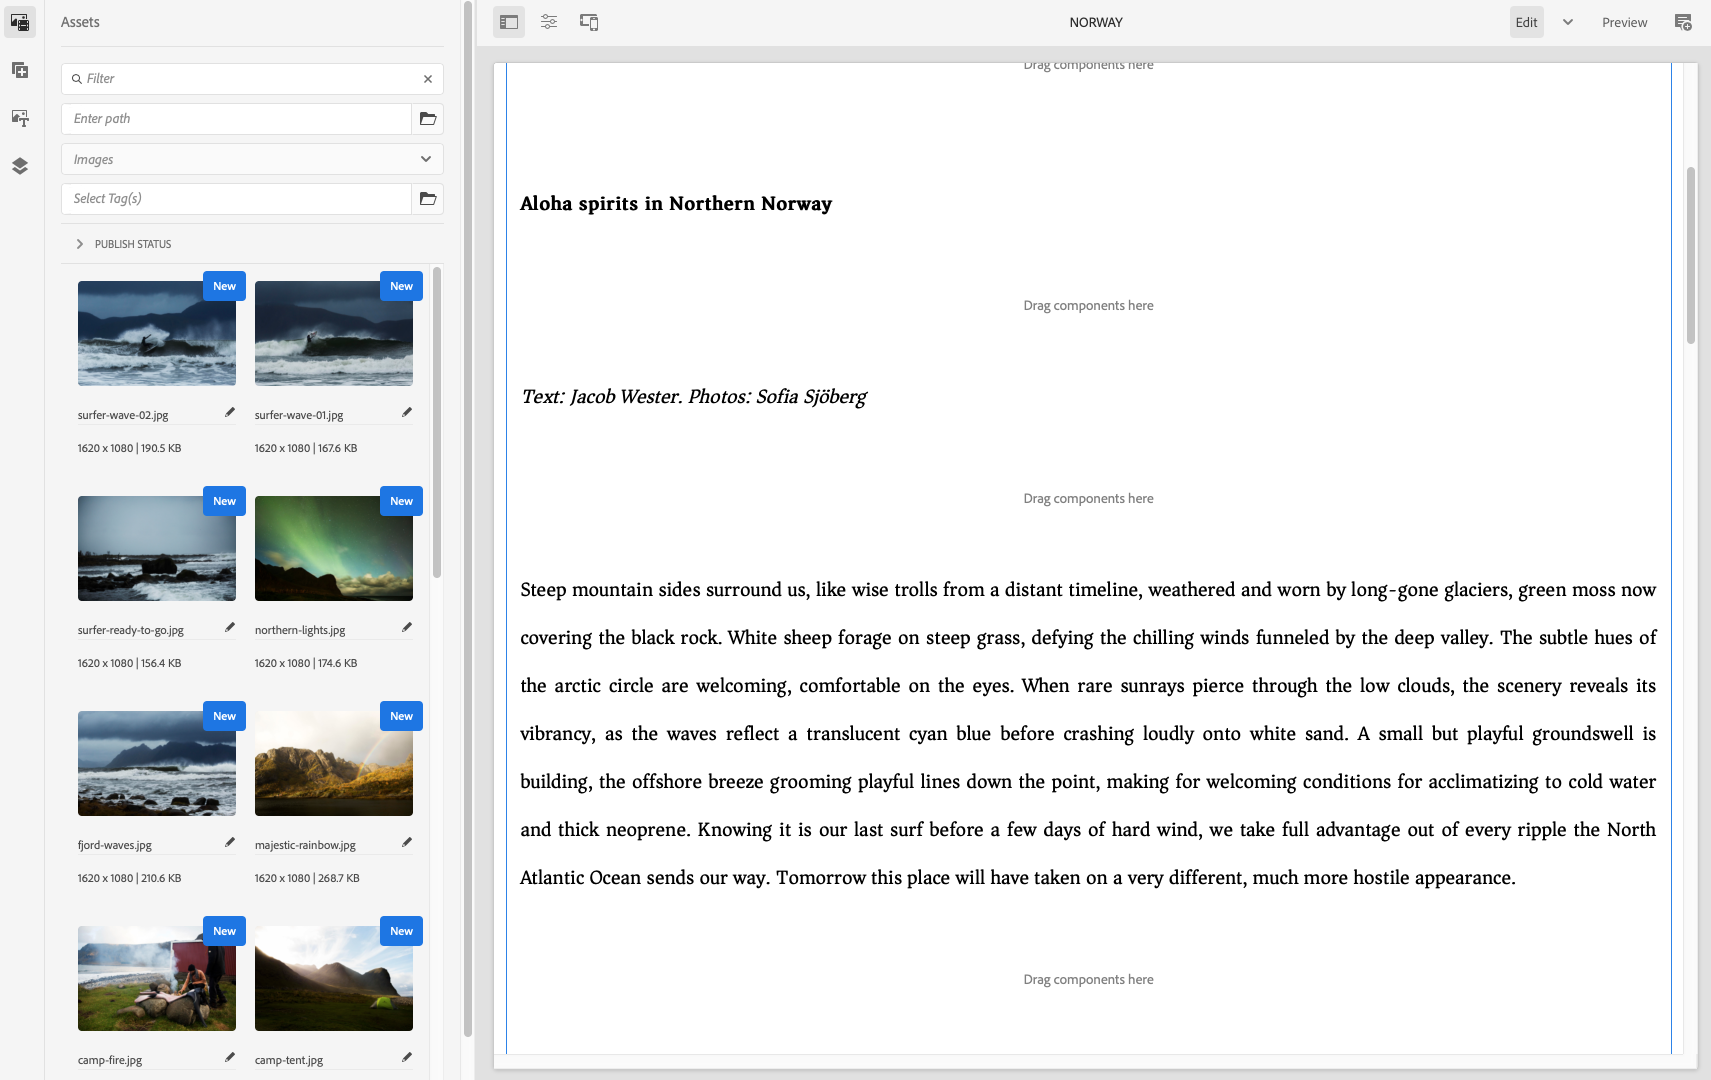 Assets
Filter
Enter path
Images
Select Tag(s)
PUBLISH STATUS
New
New
surfer-wave-02.jpg
surfer-wave-01.jpg
1620 x 1080 | 190.5 KB
1620 x 1080 | 167.6 KB
New
New
surfer-ready-to-go.jpg
northern-lights.jpg
1620 x 1080 | 156.4 KB
1620 x 1080 | 174.6 KB
New
New
fjord-waves.jpg
majestic-rainbow.jpg
1620 x 1080 | 210.6 KB
1620 x 1080 | 268.7 KB
New
New
camp-fire.jpg
camp-tent.jpg
NORWAY
Edit
Preview
Drag components here
Aloha spirits in Northern Norway
Drag components here
Text: Jacob Wester. Photos: Sofia Sjöberg
Drag components here
Steep mountain sides surround us, like wise trolls from a distant timeline, weathered and worn by long-gone glaciers, green moss now
covering the black rock. White sheep forage on steep grass, defying the chilling winds funneled by the deep valley. The subtle hues of
the arctic circle are welcoming, comfortable on the eyes. When rare sunrays pierce through the low clouds, the scenery reveals its
vibrancy, as the waves reflect a translucent cyan blue before crashing loudly onto white sand. A small but playful groundswell is
building, the offshore breeze grooming playful lines down the point, making for welcoming conditions for acclimatizing to cold water
and thick neoprene. Knowing it is our last surf before a few days of hard wind, we take full advantage out of every ripple the North
Atlantic Ocean sends our way. Tomorrow this place will have taken on a very different, much more hostile appearance.
Drag components here